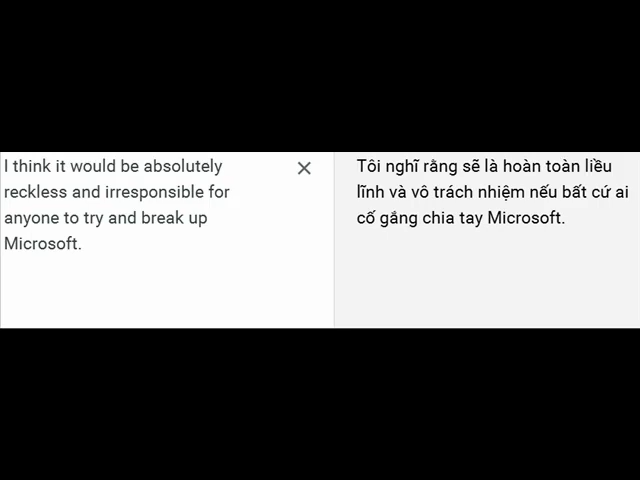 I think it would be absolutely
reckless and irresponsible for
anyone to try and break up
Microsoft.
Tôi nghĩ rằng sẽ là hoàn toàn liều
lĩnh và vô trách nhiệm nếu bất cứ ai
cố gắng chia tay Microsoft.